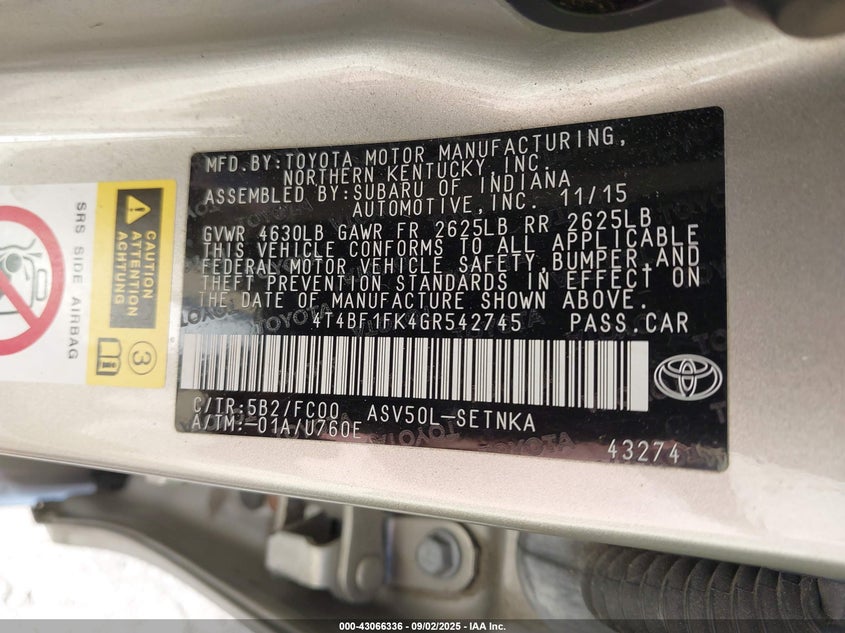 MFD.BY:TOYOTA MOTOR MANUFACTURING,
NORTHERN KENTUCKY,INC.
ASSEMBLED BY:SUBARU OF INDIANA
AUTOMOTIVE,INC. 11/15
GVWR 4630LB GAWR FR 2625LB RR 2625LB
THIS VEHICLE CONFORMS TO ALL APPLICABLE
FEDERAL MOTOR VEHICLE SAFETY,BUMPER,AND
THEFT PREVENTION STANDARDS IN EFFECT ON
THE DATE OF MANUFACTURE SHOWN ABOVE.
4T4BF1FK4GR542745 PASS.CAR
C/TR:5B2/FC00 ASV50L-SETNKA
A/TM:-01A/U760E
43274
SRS SIDE AIRBAG
CAUTION
ATTENTION
ACHTUNG
3
000-43066336 - 09/02/2025 - IAA Inc.